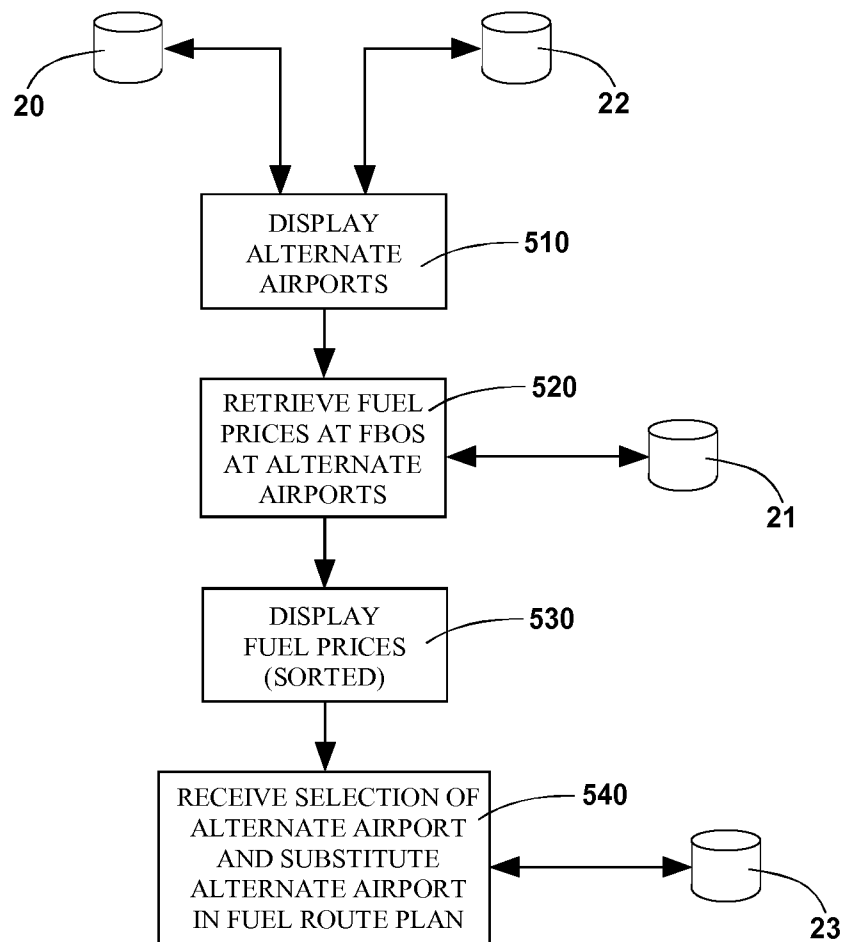 20
22
DISPLAY
ALTERNATE
AIRPORTS
510
RETRIEVE FUEL
PRICES AT FBOS
AT ALTERNATE
AIRPORTS
520
21
DISPLAY
FUEL PRICES
(SORTED)
530
RECEIVE SELECTION OF
ALTERNATE AIRPORT
AND SUBSTITUTE
ALTERNATE AIRPORT
IN FUEL ROUTE PLAN
540
23